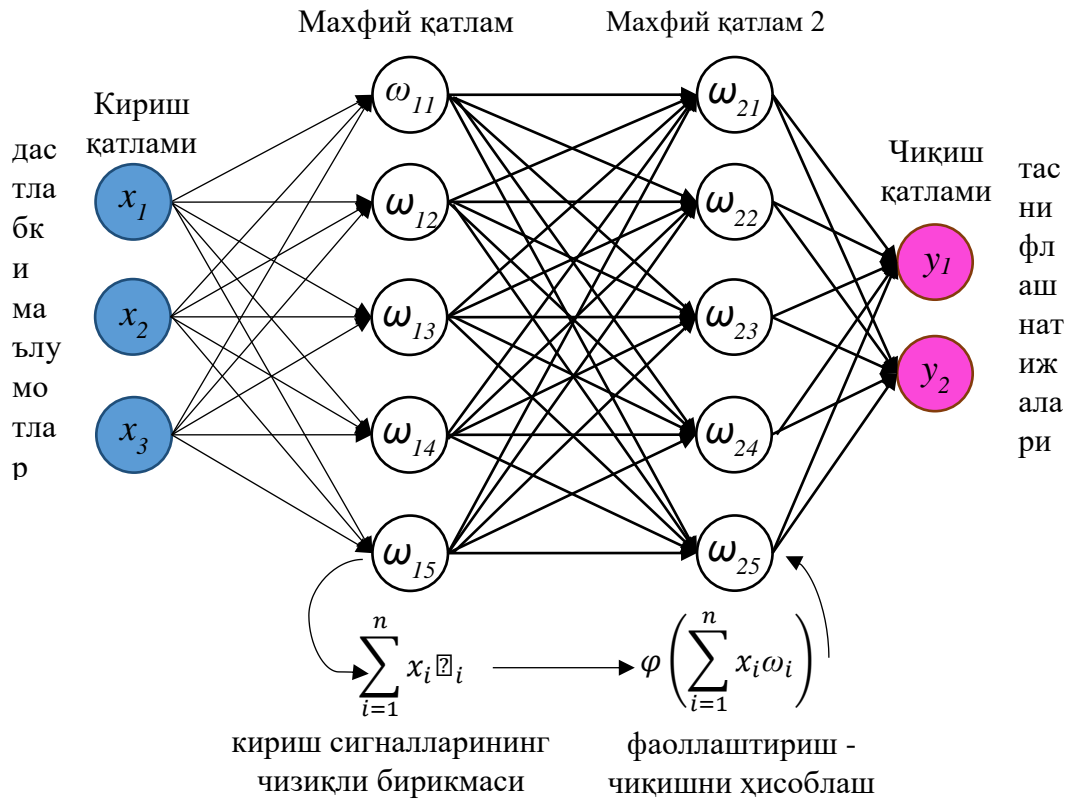 Махфий қатлам
Махфий қатлам 2
Кириш
қатлами
Чиқиш
қатлами
дас
тла
бк
и
ма
ълу
мо
тла
р
x₁
x₂
x₃
ω₁₁
ω₁₂
ω₁₃
ω₁₄
ω₁₅
ω₂₁
ω₂₂
ω₂₃
ω₂₄
ω₂₅
y₁
y₂
тас
ни
фл
аш
нат
иж
ала
ри
∑ⁿᵢ₌₁ xᵢ⍰ᵢ
φ(∑ⁿᵢ₌₁ xᵢωᵢ)
кириш сигналларининг
чизиқли бирикмаси
фаоллаштириш -
чиқишни ҳисоблаш